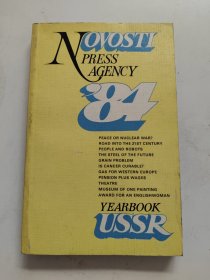 NOVOSTI
PRESS
AGENCY
'84
PEACE OR NUCLEAR WAR?
ROAD INTO THE 21ST CENTURY
PEOPLE AND ROBOTS
THE STEEL OF THE FUTURE
GRAIN PROBLEM
IS CANCER CURABLE?
GAS FOR WESTERN EUROPE
PENSION PLUS WAGES
THEATRE
MUSEUM OF ONE PAINTING
AWARD FOR AN ENGLISHWOMAN
YEARBOOK
USSR